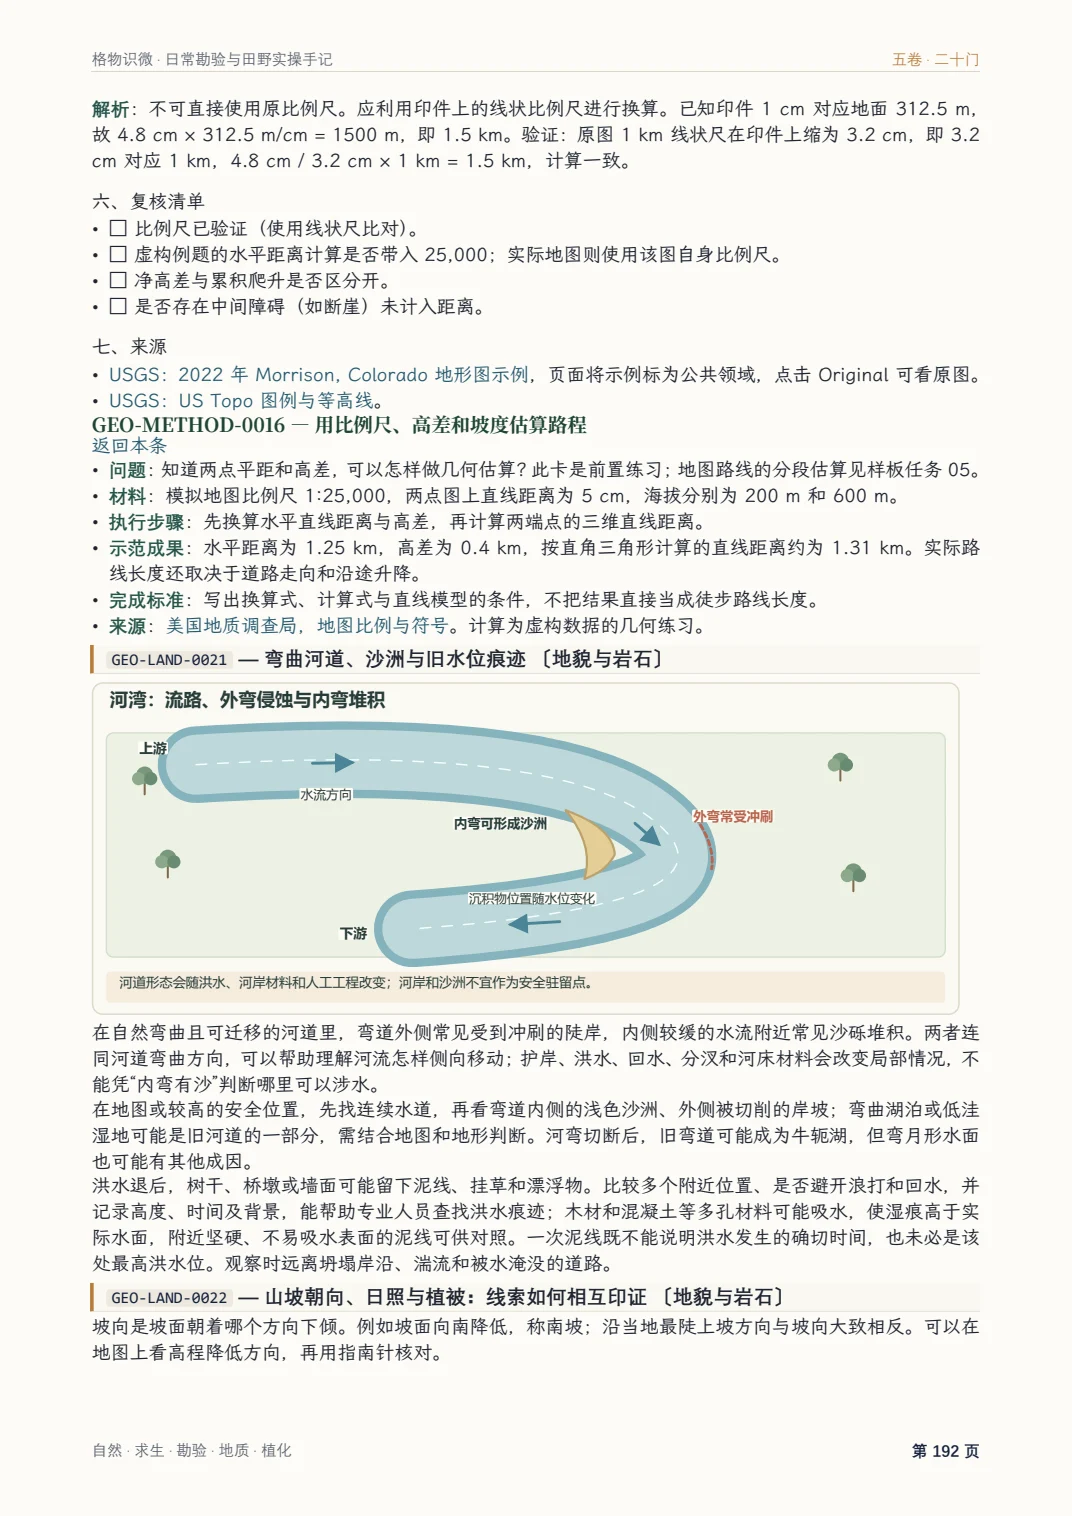 格物识微 · 日常勘验与田野实操手记
五卷 · 二十门
解析：不可直接使用原比例尺。应利用印件上的线状比例尺进行换算。已知印件 1 cm 对应地面 312.5 m，
故 4.8 cm × 312.5 m/cm = 1500 m，即 1.5 km。验证：原图 1 km 线状尺在印件上缩为 3.2 cm，即 3.2
cm 对应 1 km，4.8 cm / 3.2 cm × 1 km = 1.5 km，计算一致。
六、复核清单
• □ 比例尺已验证（使用线状尺比对）。
• □ 虚构例题的水平距离计算是否带入 25,000；实际地图则使用该图自身比例尺。
• □ 净高差与累积爬升是否区分开。
• □ 是否存在中间障碍（如断崖）未计入距离。
七、来源
• USGS：2022 年 Morrison, Colorado 地形图示例，页面将示例标为公共领域，点击 Original 可看原图。
• USGS：US Topo 图例与等高线。
GEO-METHOD-0016 — 用比例尺、高差和坡度估算路程
返回本条
• 问题：知道两点平距和高差，可以怎样做几何估算？此卡是前置练习；地图路线的分段估算见样板任务 05。
• 材料：模拟地图比例尺 1:25,000，两点图上直线距离为 5 cm，海拔分别为 200 m 和 600 m。
• 执行步骤：先换算水平直线距离与高差，再计算两端点的三维直线距离。
• 示范成果：水平距离为 1.25 km，高差为 0.4 km，按直角三角形计算的直线距离约为 1.31 km。实际路
线长度还取决于道路走向和沿途升降。
• 完成标准：写出换算式、计算式与直线模型的条件，不把结果直接当成徒步路线长度。
• 来源：美国地质调查局，地图比例与符号。计算为虚构数据的几何练习。
GEO-LAND-0021 — 弯曲河道、沙洲与旧水位痕迹 〔地貌与岩石〕
河湾：流路、外弯侵蚀与内弯堆积
上游
水流方向
内弯可形成沙洲
外弯常受冲刷
沉积物位置随水位变化
下游
河道形态会随洪水、河岸材料和人工工程改变；河岸和沙洲不宜作为安全驻留点。
在自然弯曲且可迁移的河道里，弯道外侧常见受到冲刷的陡岸，内侧较缓的水流附近常见沙砾堆积。两者连
同河道弯曲方向，可以帮助理解河流怎样侧向移动；护岸、洪水、回水、分汊和河床材料会改变局部情况，不
能凭“内弯有沙”判断哪里可以涉水。
在地图或较高的安全位置，先找连续水道，再看弯道内侧的浅色沙洲、外侧被切削的岸坡；弯曲湖泊或低洼
湿地可能是旧河道的一部分，需结合地图和地形判断。河弯切断后，旧弯道可能成为牛轭湖，但弯月形水面
也可能有其他成因。
洪水退后，树干、桥墩或墙面可能留下泥线、挂草和漂浮物。比较多个附近位置、是否避开浪打和回水，并
记录高度、时间及背景，能帮助专业人员查找洪水痕迹；木材和混凝土等多孔材料可能吸水，使湿痕高于实
际水面，附近坚硬、不易吸水表面的泥线可供对照。一次泥线既不能说明洪水发生的确切时间，也未必是该
处最高洪水位。观察时远离坍塌岸沿、湍流和被水淹没的道路。
GEO-LAND-0022 — 山坡朝向、日照与植被：线索如何相互印证 〔地貌与岩石〕
坡向是坡面朝着哪个方向下倾。例如坡面向南降低，称南坡；沿当地最陡上坡方向与坡向大致相反。可以在
地图上看高程降低方向，再用指南针核对。
自然 · 求生 · 勘验 · 地质 · 植化
第 192 页